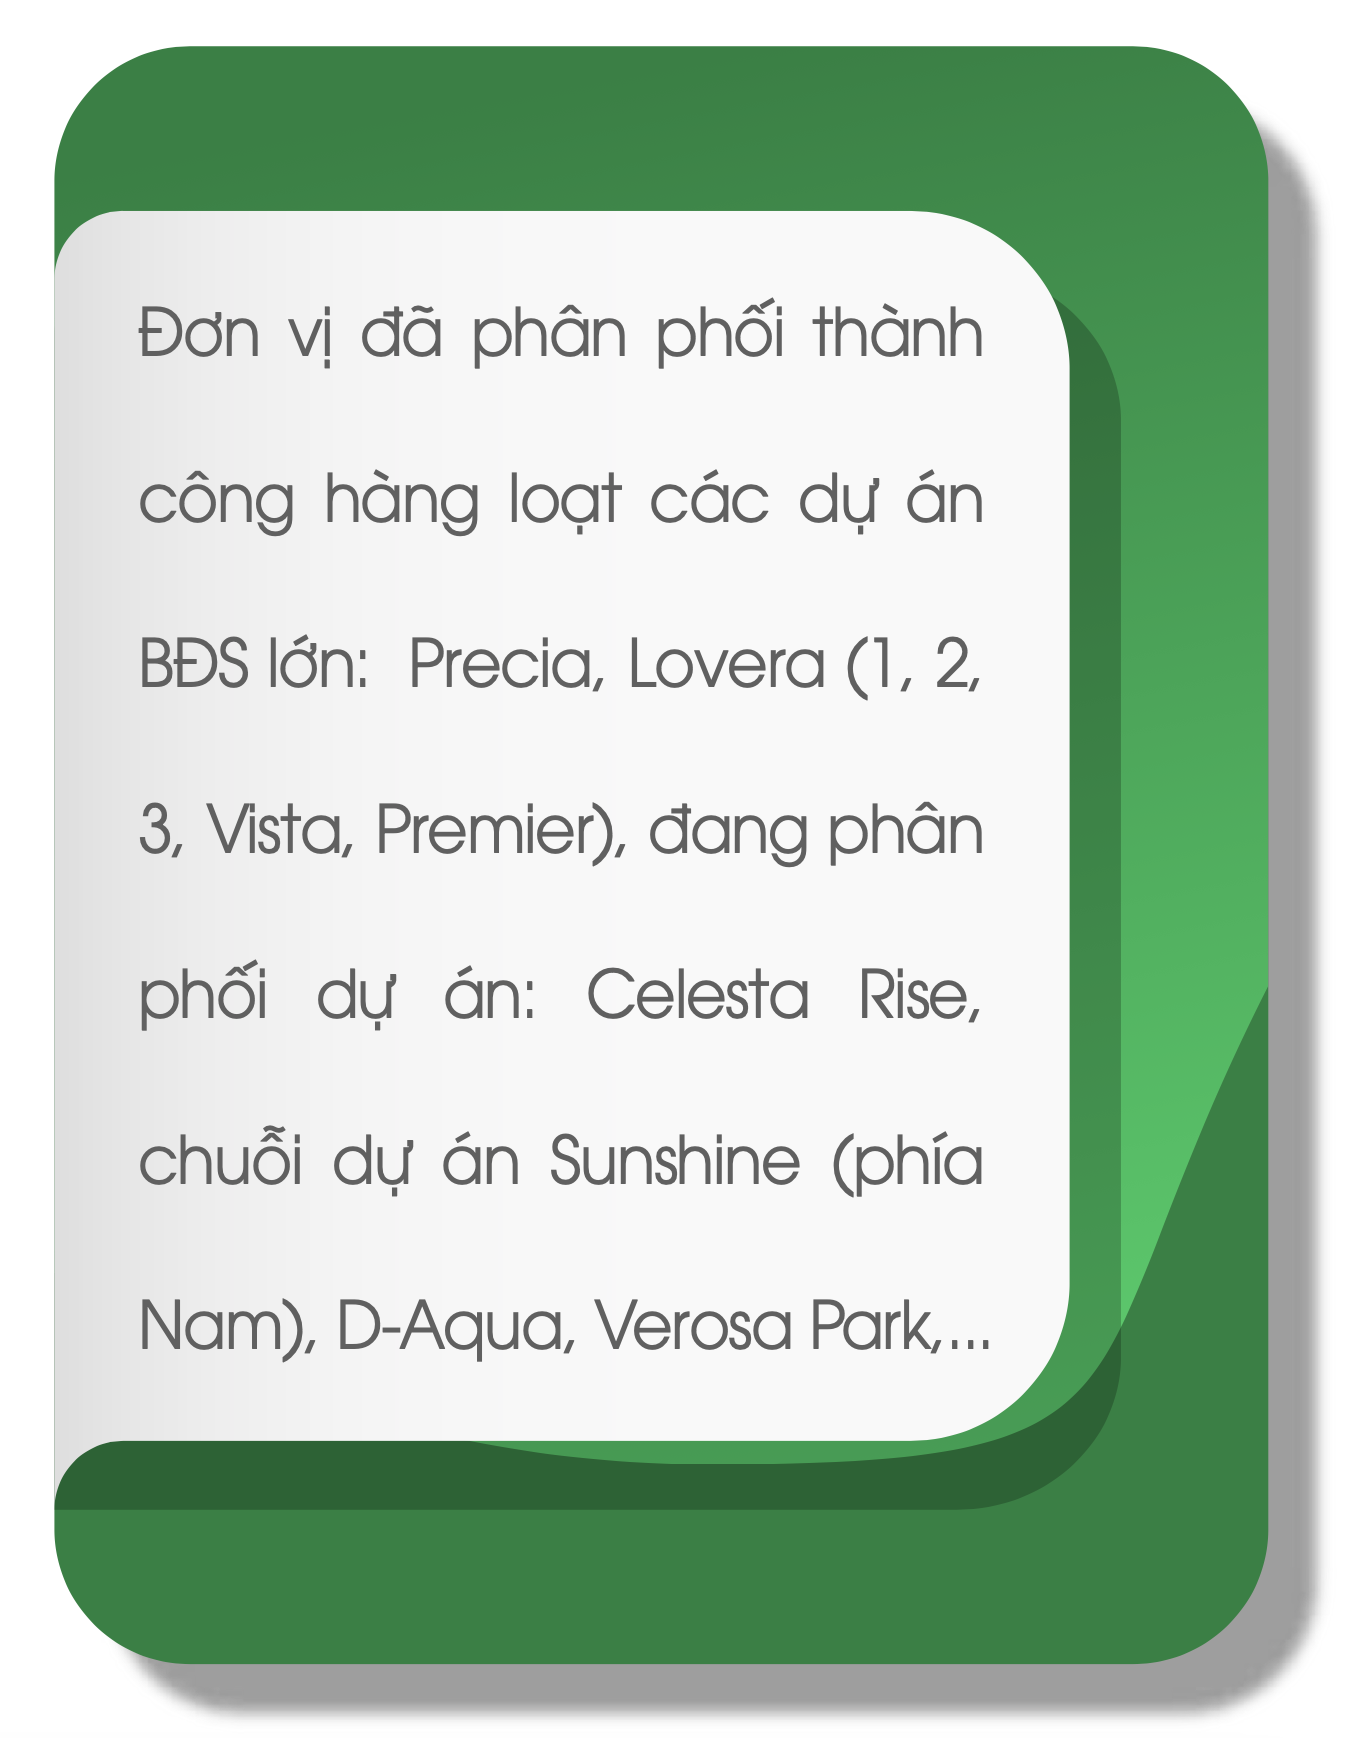 Đơn vị đã phân phối thành
công hàng loạt các dự án
BĐS lớn: Precia, Lovera (1, 2,
3, Vista, Premier), đang phân
phối dự án: Celesta Rise,
chuỗi dự án Sunshine (phía
Nam), D-Aqua, Verosa Park,...